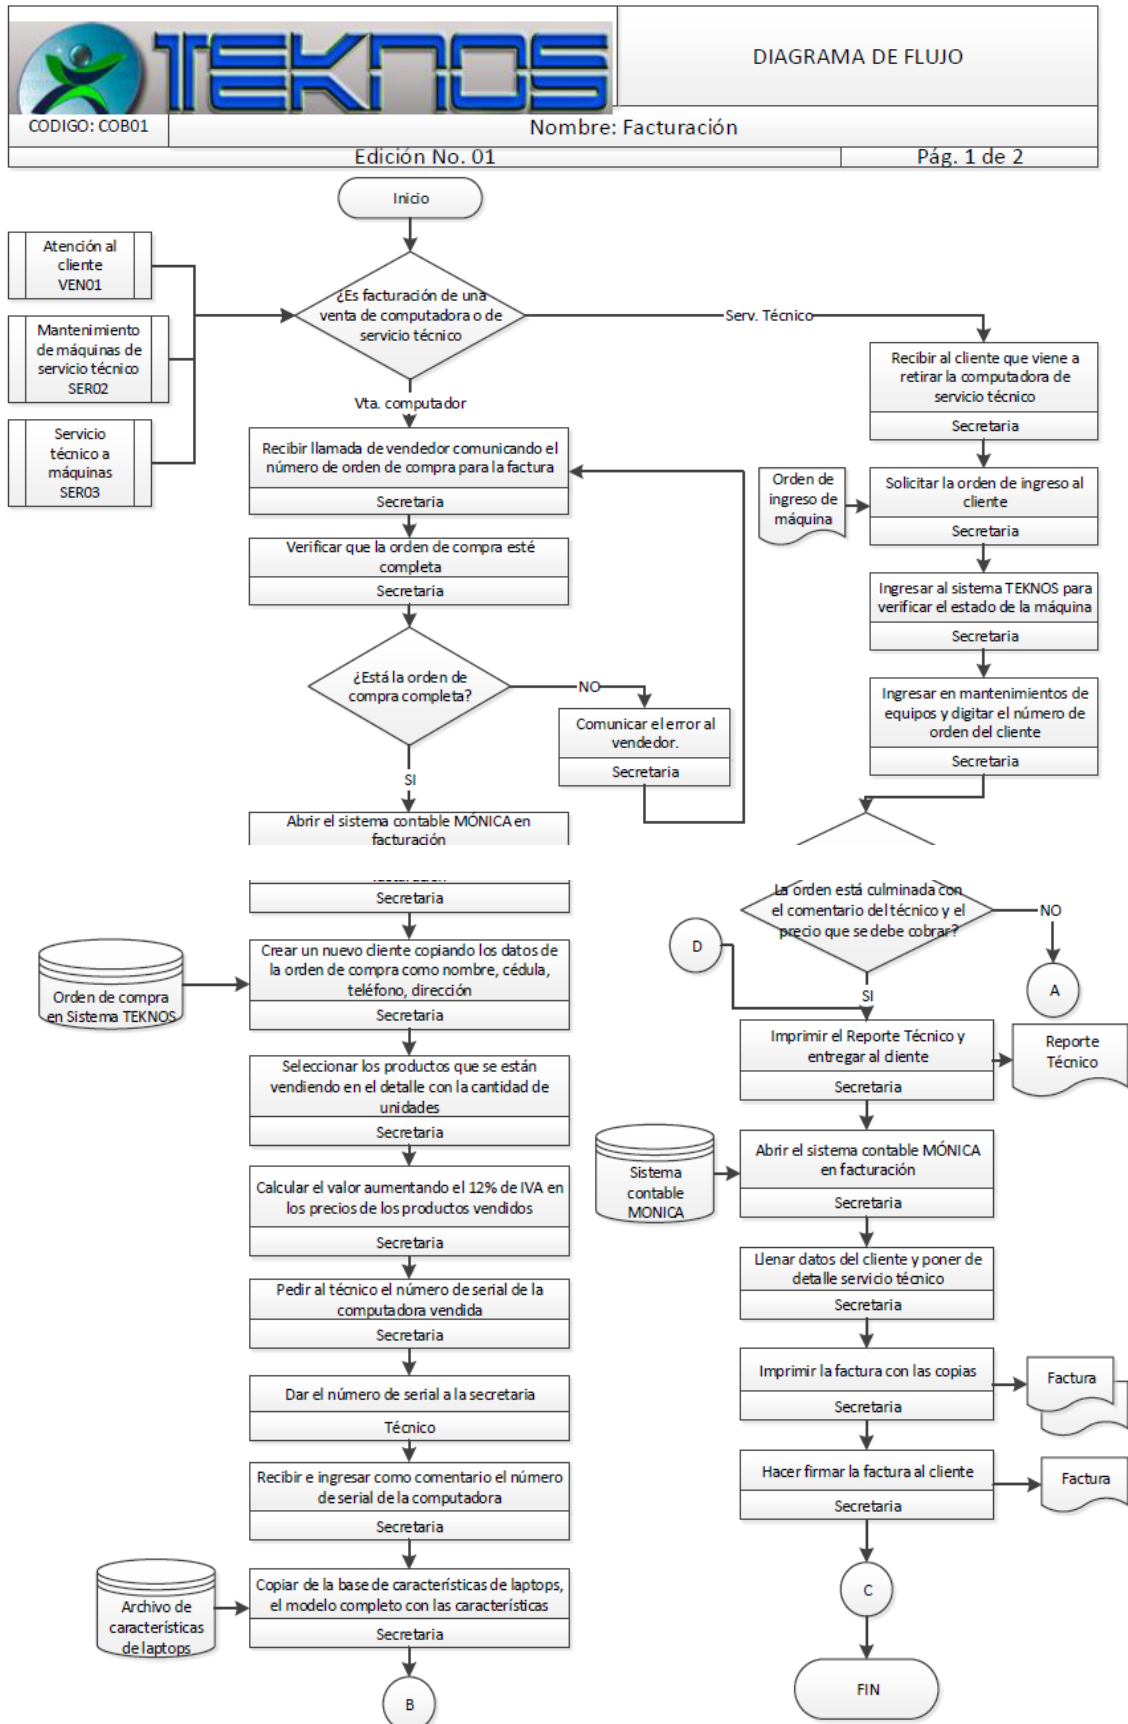 TEKNOS
DIAGRAMA DE FLUJO
CODIGO: COB01
Nombre: Facturación
Edición No. 01
Pág. 1 de 2
Inicio
Atención al
cliente
VEN01
Mantenimiento
de máquinas de
servicio técnico
SER02
Servicio
técnico a
máquinas
SER03
¿Es facturación de una
venta de computadora o de
servicio técnico
Serv. Técnico
Vta. computador
Recibir llamada de vendedor comunicando el
número de orden de compra para la factura
Secretaria
Verificar que la orden de compra esté
completa
Secretaria
¿Está la orden de
compra completa?
NO
Comunicar el error al
vendedor.
Secretaria
SI
Abrir el sistema contable MÓNICA en
facturación
Secretaria
Orden de compra
en Sistema TEKNOS
Crear un nuevo cliente copiando los datos de
la orden de compra como nombre, cédula,
teléfono, dirección
Secretaria
Seleccionar los productos que se están
vendiendo en el detalle con la cantidad de
unidades
Secretaria
Calcular el valor aumentando el 12% de IVA en
los precios de los productos vendidos
Secretaria
Pedir al técnico el número de serial de la
computadora vendida
Secretaria
Dar el número de serial a la secretaria
Técnico
Recibir e ingresar como comentario el número
de serial de la computadora
Secretaria
Archivo de
características
de laptops
Copiar de la base de características de laptops,
el modelo completo con las características
Secretaria
B
Recibir al cliente que viene a
retirar la computadora de
servicio técnico
Secretaria
Orden de
ingreso de
máquina
Solicitar la orden de ingreso al
cliente
Secretaria
Ingresar al sistema TEKNOS para
verificar el estado de la máquina
Secretaria
Ingresar en mantenimientos de
equipos y digitar el número de
orden del cliente
Secretaria
La orden está culminada con
el comentario del técnico y el
precio que se debe cobrar?
NO
A
D
SI
Imprimir el Reporte Técnico y
entregar al cliente
Secretaria
Reporte
Técnico
Sistema
contable
MONICA
Abrir el sistema contable MÓNICA
en facturación
Secretaria
Llenar datos del cliente y poner de
detalle servicio técnico
Secretaria
Imprimir la factura con las copias
Secretaria
Factura
Hacer firmar la factura al cliente
Secretaria
Factura
C
FIN